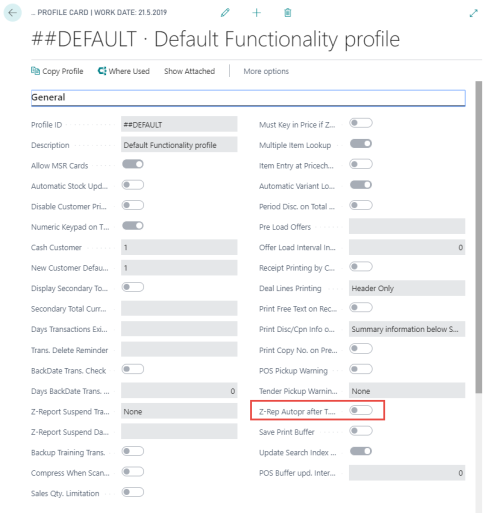 ... PROFILE CARD | WORK DATE: 21.5.2019
##DEFAULT · Default Functionality profile
Copy Profile Where Used Show Attached More options
General
Profile ID ##DEFAULT
Description Default Functionality profile
Allow MSR Cards
Automatic Stock Upd...
Disable Customer Pri...
Numeric Keypad on T...
Cash Customer 1
New Customer Defau... 1
Display Secondary To...
Secondary Total Curr...
Days Transactions Exi...
Trans. Delete Reminder
BackDate Trans. Check
Days BackDate Trans. ... 0
Z-Report Suspend Tra... None
Z-Report Suspend Da...
Backup Training Trans.
Compress When Scan...
Sales Qty. Limitation
Must Key in Price if Z...
Multiple Item Lookup
Item Entry at Pricech...
Automatic Variant Lo...
Period Disc. on Total ...
Pre Load Offers
Offer Load Interval In... 0
Receipt Printing by C...
Deal Lines Printing Header Only
Print Free Text on Rec...
Print Disc/Cpn Info o... Summary information below S...
Print Copy No. on Pre...
POS Pickup Warning
Tender Pickup Warnin... None
Z-Rep Autopr after T....
Save Print Buffer
Update Search Index ...
POS Buffer upd. Inter... 0